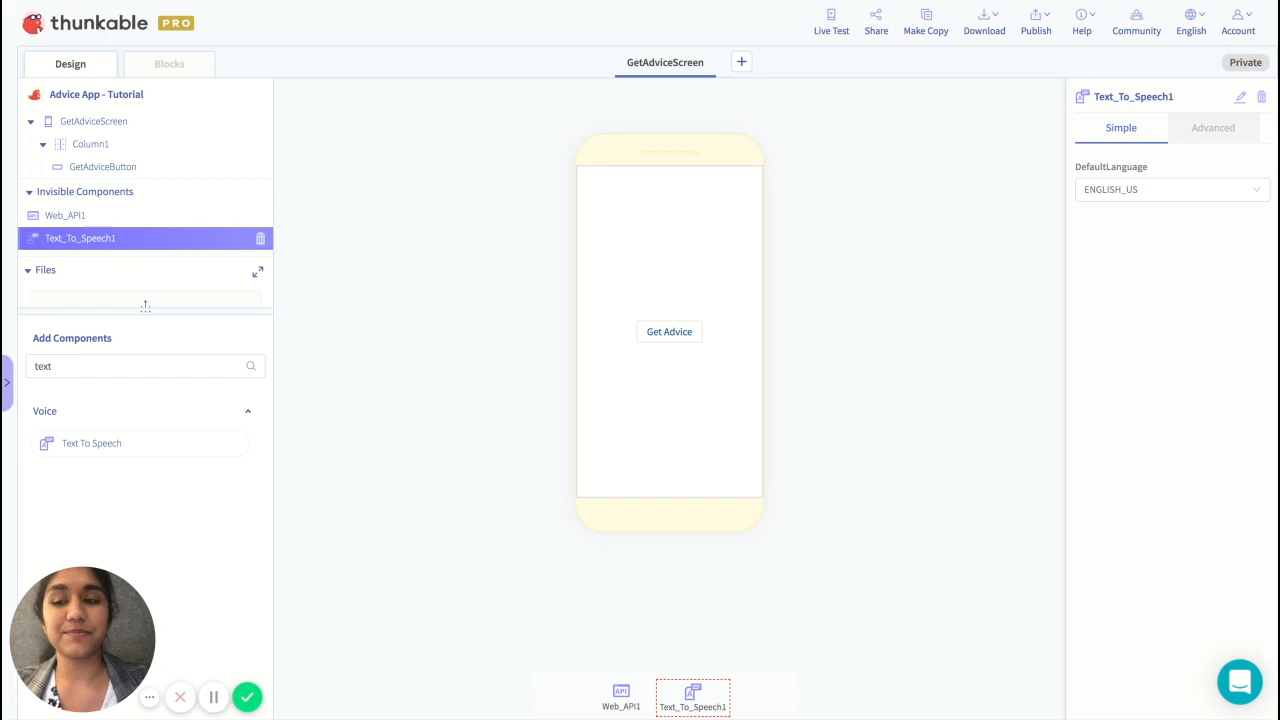 thunkable PRO
Live Test
Share
Make Copy
Download
Publish
Help
Community
English
Account
Design
Blocks
GetAdviceScreen
+
Private
Advice App - Tutorial
GetAdviceScreen
Column1
GetAdviceButton
Invisible Components
API
Web_API1
Text_To_Speech1
Files
Add Components
text
Voice
Text To Speech
Get Advice
API
Web_API1
Text_To_Speech1
Text_To_Speech1
Simple
Advanced
DefaultLanguage
ENGLISH_US